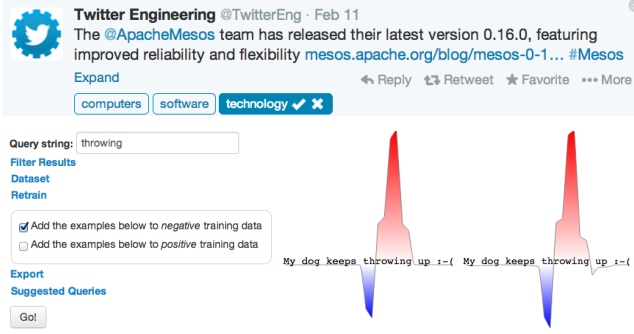 Twitter Engineering @TwitterEng · Feb 11
The @ApacheMesos team has released their latest version 0.16.0, featuring
improved reliability and flexibility mesos.apache.org/blog/mesos-0-1… #Mesos
Expand
Reply Retweet Favorite ••• More
computers software technology
Query string: throwing
Filter Results
Dataset
Retrain
Add the examples below to negative training data
Add the examples below to positive training data
Export
Suggested Queries
Go!
My dog keeps throwing up :-(
My dog keeps throwing up :-(